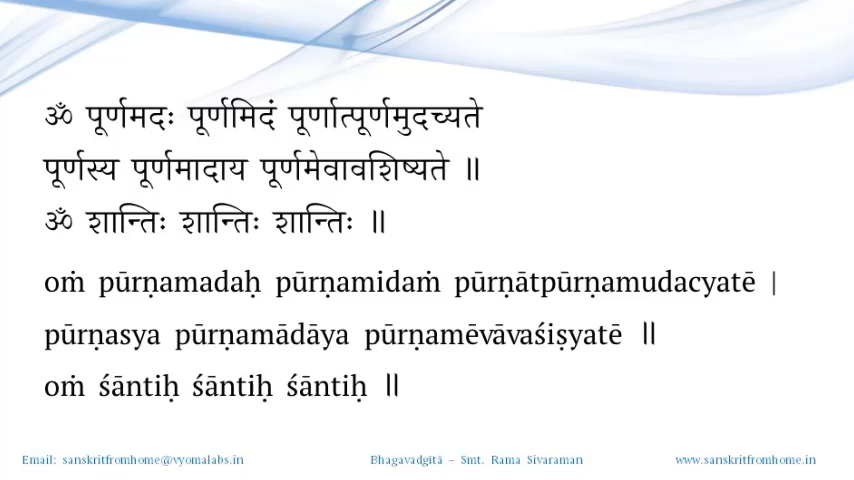 ॐ पूर्णमदः पूर्णमिदं पूर्णात्पूर्णमुदच्यते
पूर्णस्य पूर्णमादाय पूर्णमेवावशिष्यते ॥
ॐ शान्तिः शान्तिः शान्तिः ॥
oṁ pūrṇamadaḥ pūrṇamidaṁ pūrṇātpūrṇamudacyatē |
pūrṇasya pūrṇamādāya pūrṇamēvāvaśiṣyatē ॥
oṁ śāntiḥ śāntiḥ śāntiḥ ॥
Email: sanskritfromhome@vyomalabs.in Bhagavadgītā – Smt. Rama Sivaraman www.sanskritfromhome.in